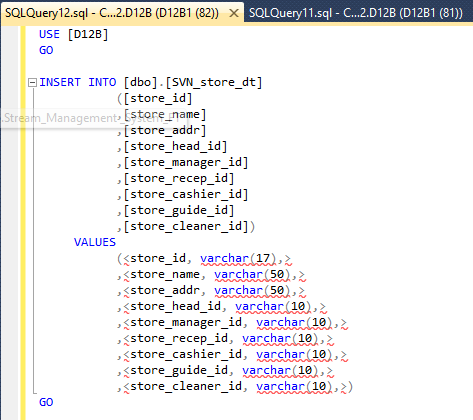 SQLQuery12.sql - C...2.D12B (D12B1 (82))* SQLQuery11.sql - C...2.D12B (D12B1 (81))
USE [D12B]
GO
INSERT INTO [dbo].[SVN_store_dt]
([store_id]
,[store_name]
,[store_addr]
,[store_head_id]
,[store_manager_id]
,[store_recep_id]
,[store_cashier_id]
,[store_guide_id]
,[store_cleaner_id])
VALUES
(<store_id, varchar(17),>
,<store_name, varchar(50),>
,<store_addr, varchar(50),>
,<store_head_id, varchar(10),>
,<store_manager_id, varchar(10),>
,<store_recep_id, varchar(10),>
,<store_cashier_id, varchar(10),>
,<store_guide_id, varchar(10),>
,<store_cleaner_id, varchar(10),>)
GO